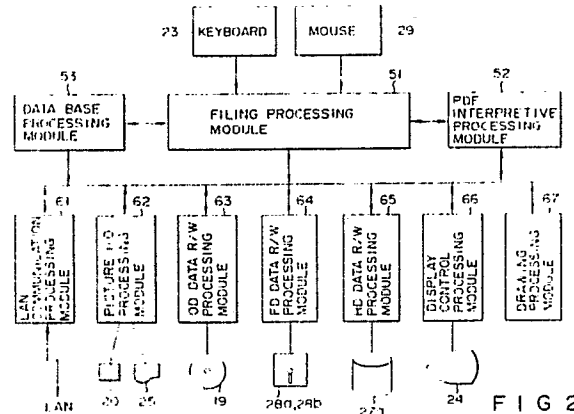 23 KEYBOARD MOUSE 29
53 51 52
DATA BASE
PROCESSING
MODULE
FILING PROCESSING
MODULE
PDF
INTERPRETIVE
PROCESSING
MODULE
61 62 63 64 65 66 67
LAN
COMMUNICATION
PROCESSING
MODULE
PICTURE I/O
PROCESSING
MODULE
OD DATA R/W
PROCESSING
MODULE
FD DATA R/W
PROCESSING
MODULE
HD DATA R/W
PROCESSING
MODULE
DISPLAY
CONTROL
PROCESSING
MODULE
DRAWING
PROCESSING
MODULE
LAN 20 25 19 28a,28b 27a 24
FIG 2